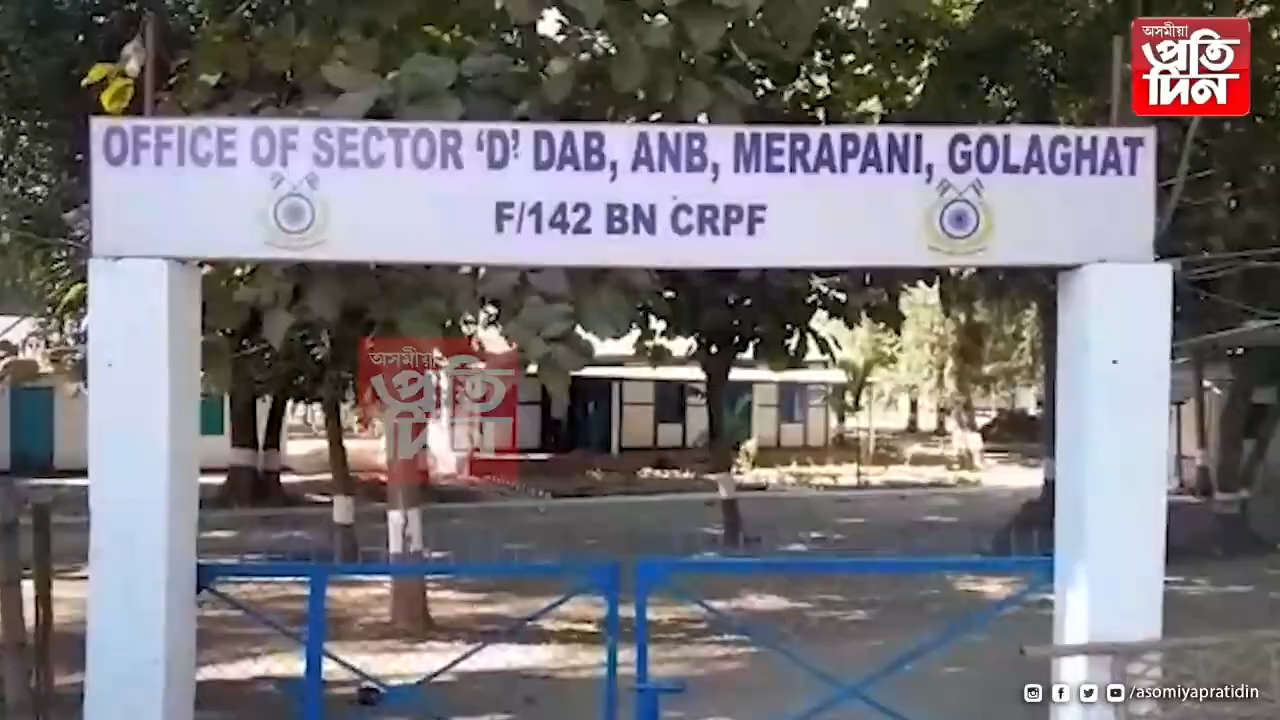 অসমীয়া
প্ৰতি
দিন
OFFICE OF SECTOR 'D' DAB, ANB, MERAPANI, GOLAGHAT
F/142 BN CRPF
অসমীয়া
প্ৰতি
দিন
/asomiyapratidin